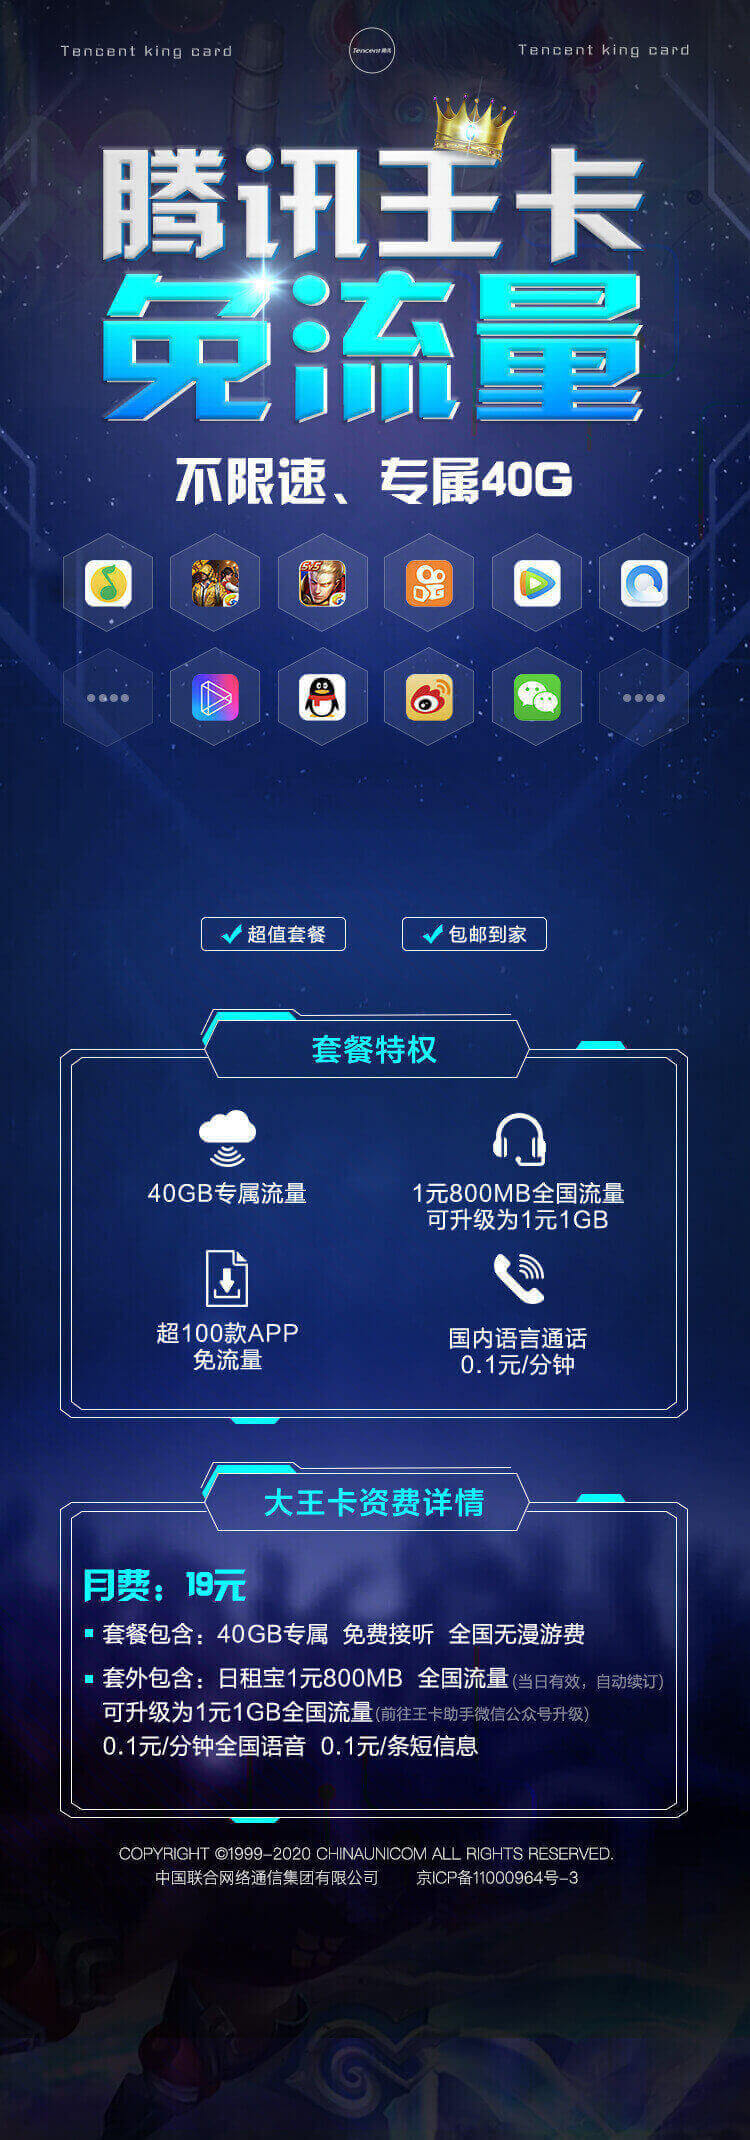 Tencent king card
Tencent 腾讯
Tencent king card
腾讯王卡
免流量
不限速、专属40G
5v5
超值套餐
包邮到家
套餐特权
40GB专属流量
1元800MB全国流量
可升级为1元1GB
超100款APP
免流量
国内语言通话
0.1元/分钟
大王卡资费详情
月费：19元
套餐包含：40GB专属 免费接听 全国无漫游费
套外包含：日租宝1元800MB 全国流量(当日有效，自动续订)
可升级为1元1GB全国流量(前往王卡助手微信公众号升级)
0.1元/分钟全国语音 0.1元/条短信息
COPYRIGHT ©1999-2020 CHINAUNICOM ALL RIGHTS RESERVED.
中国联合网络通信集团有限公司 京ICP备11000964号-3